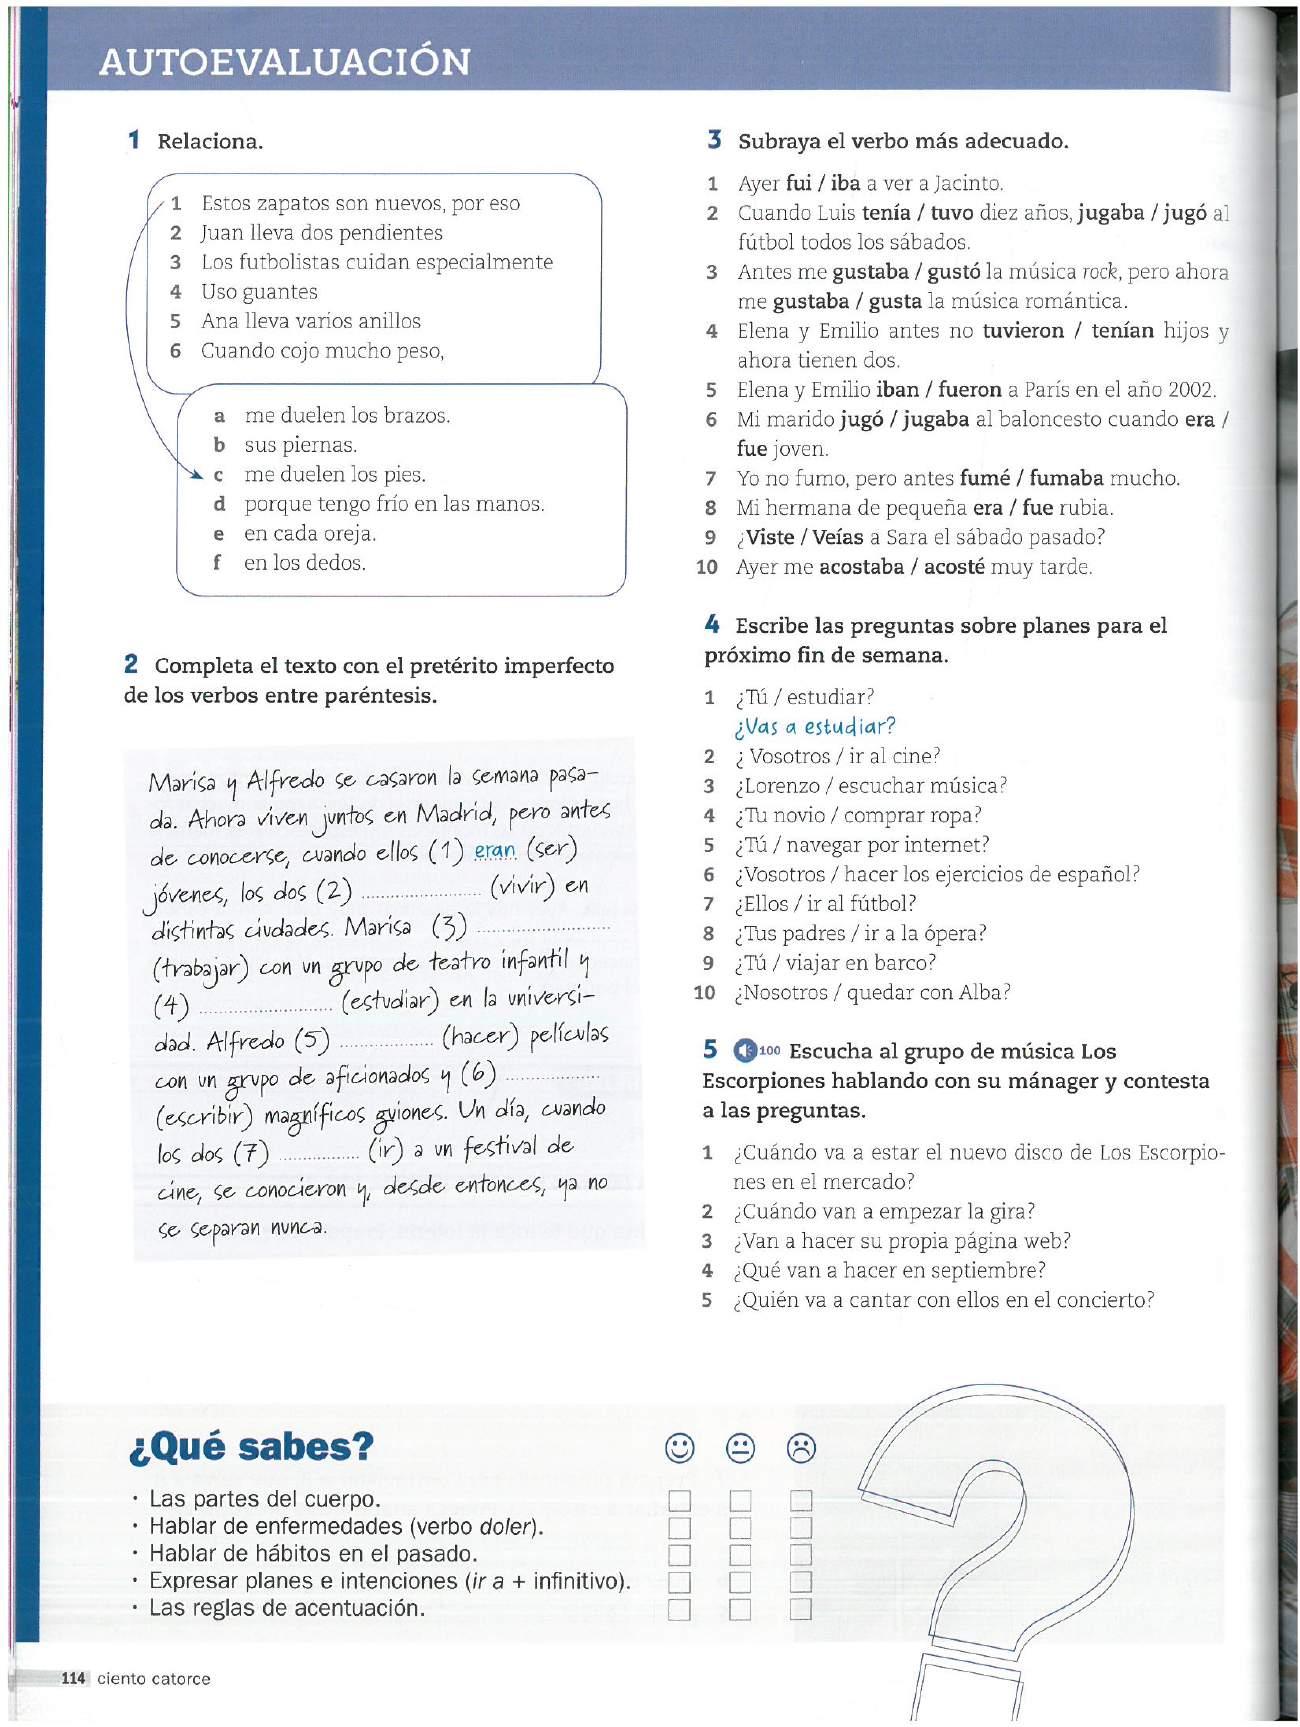 AUTOEVALUACIÓN
1 Relaciona.
1 Estos zapatos son nuevos, por eso
2 Juan lleva dos pendientes
3 Los futbolistas cuidan especialmente
4 Uso guantes
5 Ana lleva varios anillos
6 Cuando cojo mucho peso,
a me duelen los brazos.
b sus piernas.
c me duelen los pies.
d porque tengo frío en las manos.
e en cada oreja.
f en los dedos.
2 Completa el texto con el pretérito imperfecto
de los verbos entre paréntesis.
Marisa y Alfredo se casaron la semana pasa-
da. Ahora viven juntos en Madrid, pero antes
de conocerse, cuando ellos (1) eran (ser)
jóvenes, los dos (2) ...................... (vivir) en
distintas ciudades. Marisa (3) ........................
(trabajar) con un grupo de teatro infantil y
(4) ........................ (estudiar) en la universi-
dad. Alfredo (5) ................. (hacer) películas
con un grupo de aficionados y (6) .................
(escribir) magníficos guiones. Un día, cuando
los dos (7) ............... (ir) a un festival de
cine, se conocieron y, desde entonces, ya no
se separan nunca.
3 Subraya el verbo más adecuado.
1 Ayer fui / iba a ver a Jacinto.
2 Cuando Luis tenía / tuvo diez años, jugaba / jugó al
fútbol todos los sábados.
3 Antes me gustaba / gustó la música rock, pero ahora
me gustaba / gusta la música romántica.
4 Elena y Emilio antes no tuvieron / tenían hijos y
ahora tienen dos.
5 Elena y Emilio iban / fueron a París en el año 2002.
6 Mi marido jugó / jugaba al baloncesto cuando era /
fue joven.
7 Yo no fumo, pero antes fumé / fumaba mucho.
8 Mi hermana de pequeña era / fue rubia.
9 ¿Viste / Veías a Sara el sábado pasado?
10 Ayer me acostaba / acosté muy tarde.
4 Escribe las preguntas sobre planes para el
próximo fin de semana.
1 ¿Tú / estudiar?
¿Vas a estudiar?
2 ¿ Vosotros / ir al cine?
3 ¿Lorenzo / escuchar música?
4 ¿Tu novio / comprar ropa?
5 ¿Tú / navegar por internet?
6 ¿Vosotros / hacer los ejercicios de español?
7 ¿Ellos / ir al fútbol?
8 ¿Tus padres / ir a la ópera?
9 ¿Tú / viajar en barco?
10 ¿Nosotros / quedar con Alba?
5 100 Escucha al grupo de música Los
Escorpiones hablando con su mánager y contesta
a las preguntas.
1 ¿Cuándo va a estar el nuevo disco de Los Escorpio-
nes en el mercado?
2 ¿Cuándo van a empezar la gira?
3 ¿Van a hacer su propia página web?
4 ¿Qué van a hacer en septiembre?
5 ¿Quién va a cantar con ellos en el concierto?
¿Qué sabes?
· Las partes del cuerpo.
· Hablar de enfermedades (verbo doler).
· Hablar de hábitos en el pasado.
· Expresar planes e intenciones (ir a + infinitivo).
· Las reglas de acentuación.
114 ciento catorce